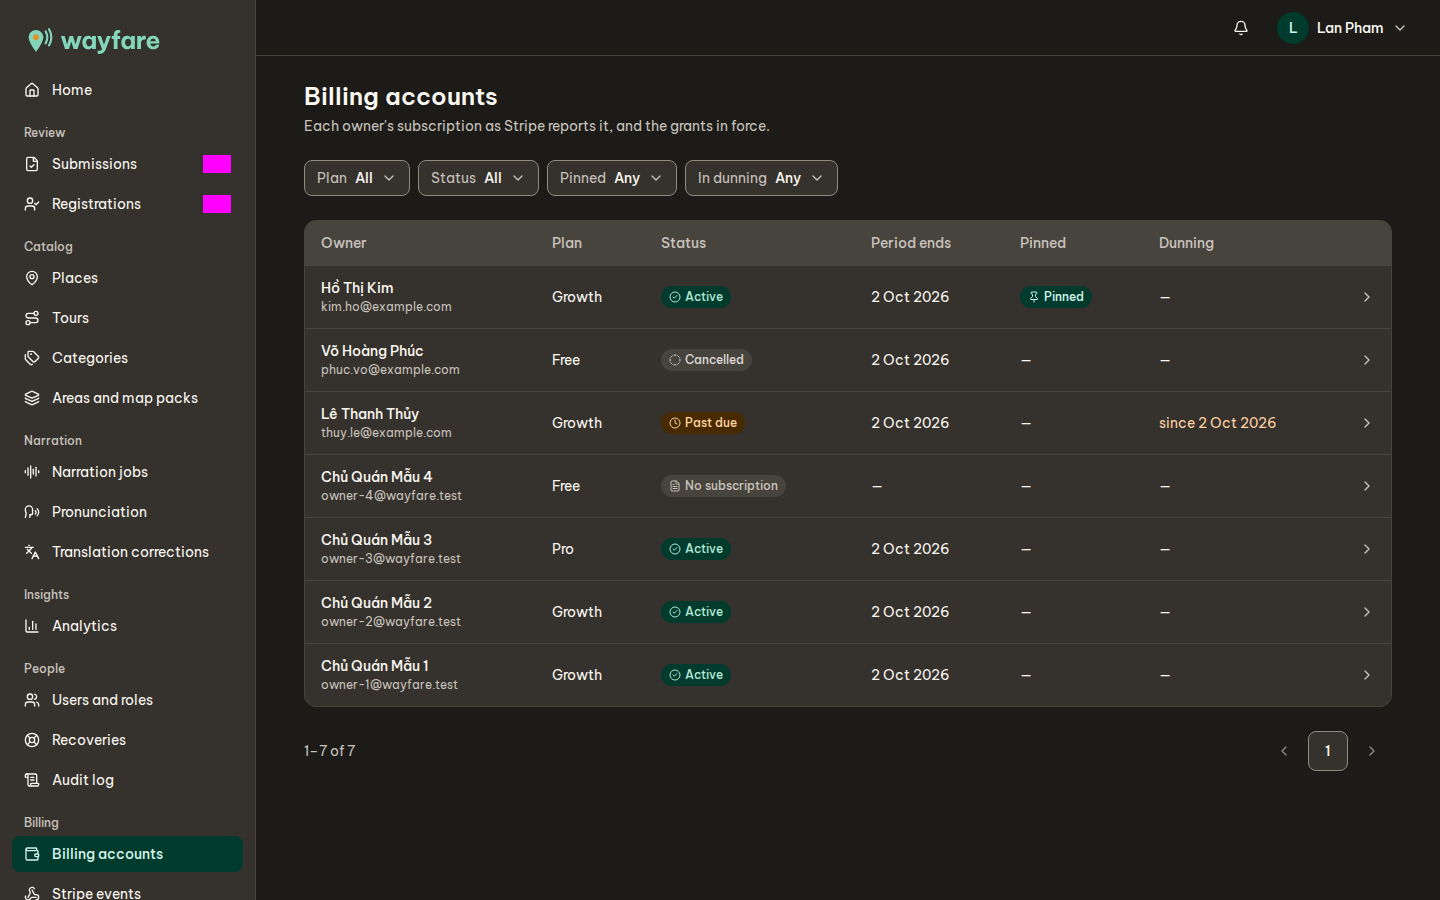 wayfare
Home
Review
Submissions
Registrations
Catalog
Places
Tours
Categories
Areas and map packs
Narration
Narration jobs
Pronunciation
Translation corrections
Insights
Analytics
People
Users and roles
Recoveries
Audit log
Billing
Billing accounts
Stripe events
L Lan Pham
Billing accounts
Each owner's subscription as Stripe reports it, and the grants in force.
Plan All Status All Pinned Any In dunning Any
Owner Plan Status Period ends Pinned Dunning
Hồ Thị Kim
kim.ho@example.com
Growth Active 2 Oct 2026 Pinned –
Võ Hoàng Phúc
phuc.vo@example.com
Free Cancelled 2 Oct 2026 – –
Lê Thanh Thủy
thuy.le@example.com
Growth Past due 2 Oct 2026 – since 2 Oct 2026
Chủ Quán Mẫu 4
owner-4@wayfare.test
Free No subscription – – –
Chủ Quán Mẫu 3
owner-3@wayfare.test
Pro Active 2 Oct 2026 – –
Chủ Quán Mẫu 2
owner-2@wayfare.test
Growth Active 2 Oct 2026 – –
Chủ Quán Mẫu 1
owner-1@wayfare.test
Growth Active 2 Oct 2026 – –
1–7 of 7
1